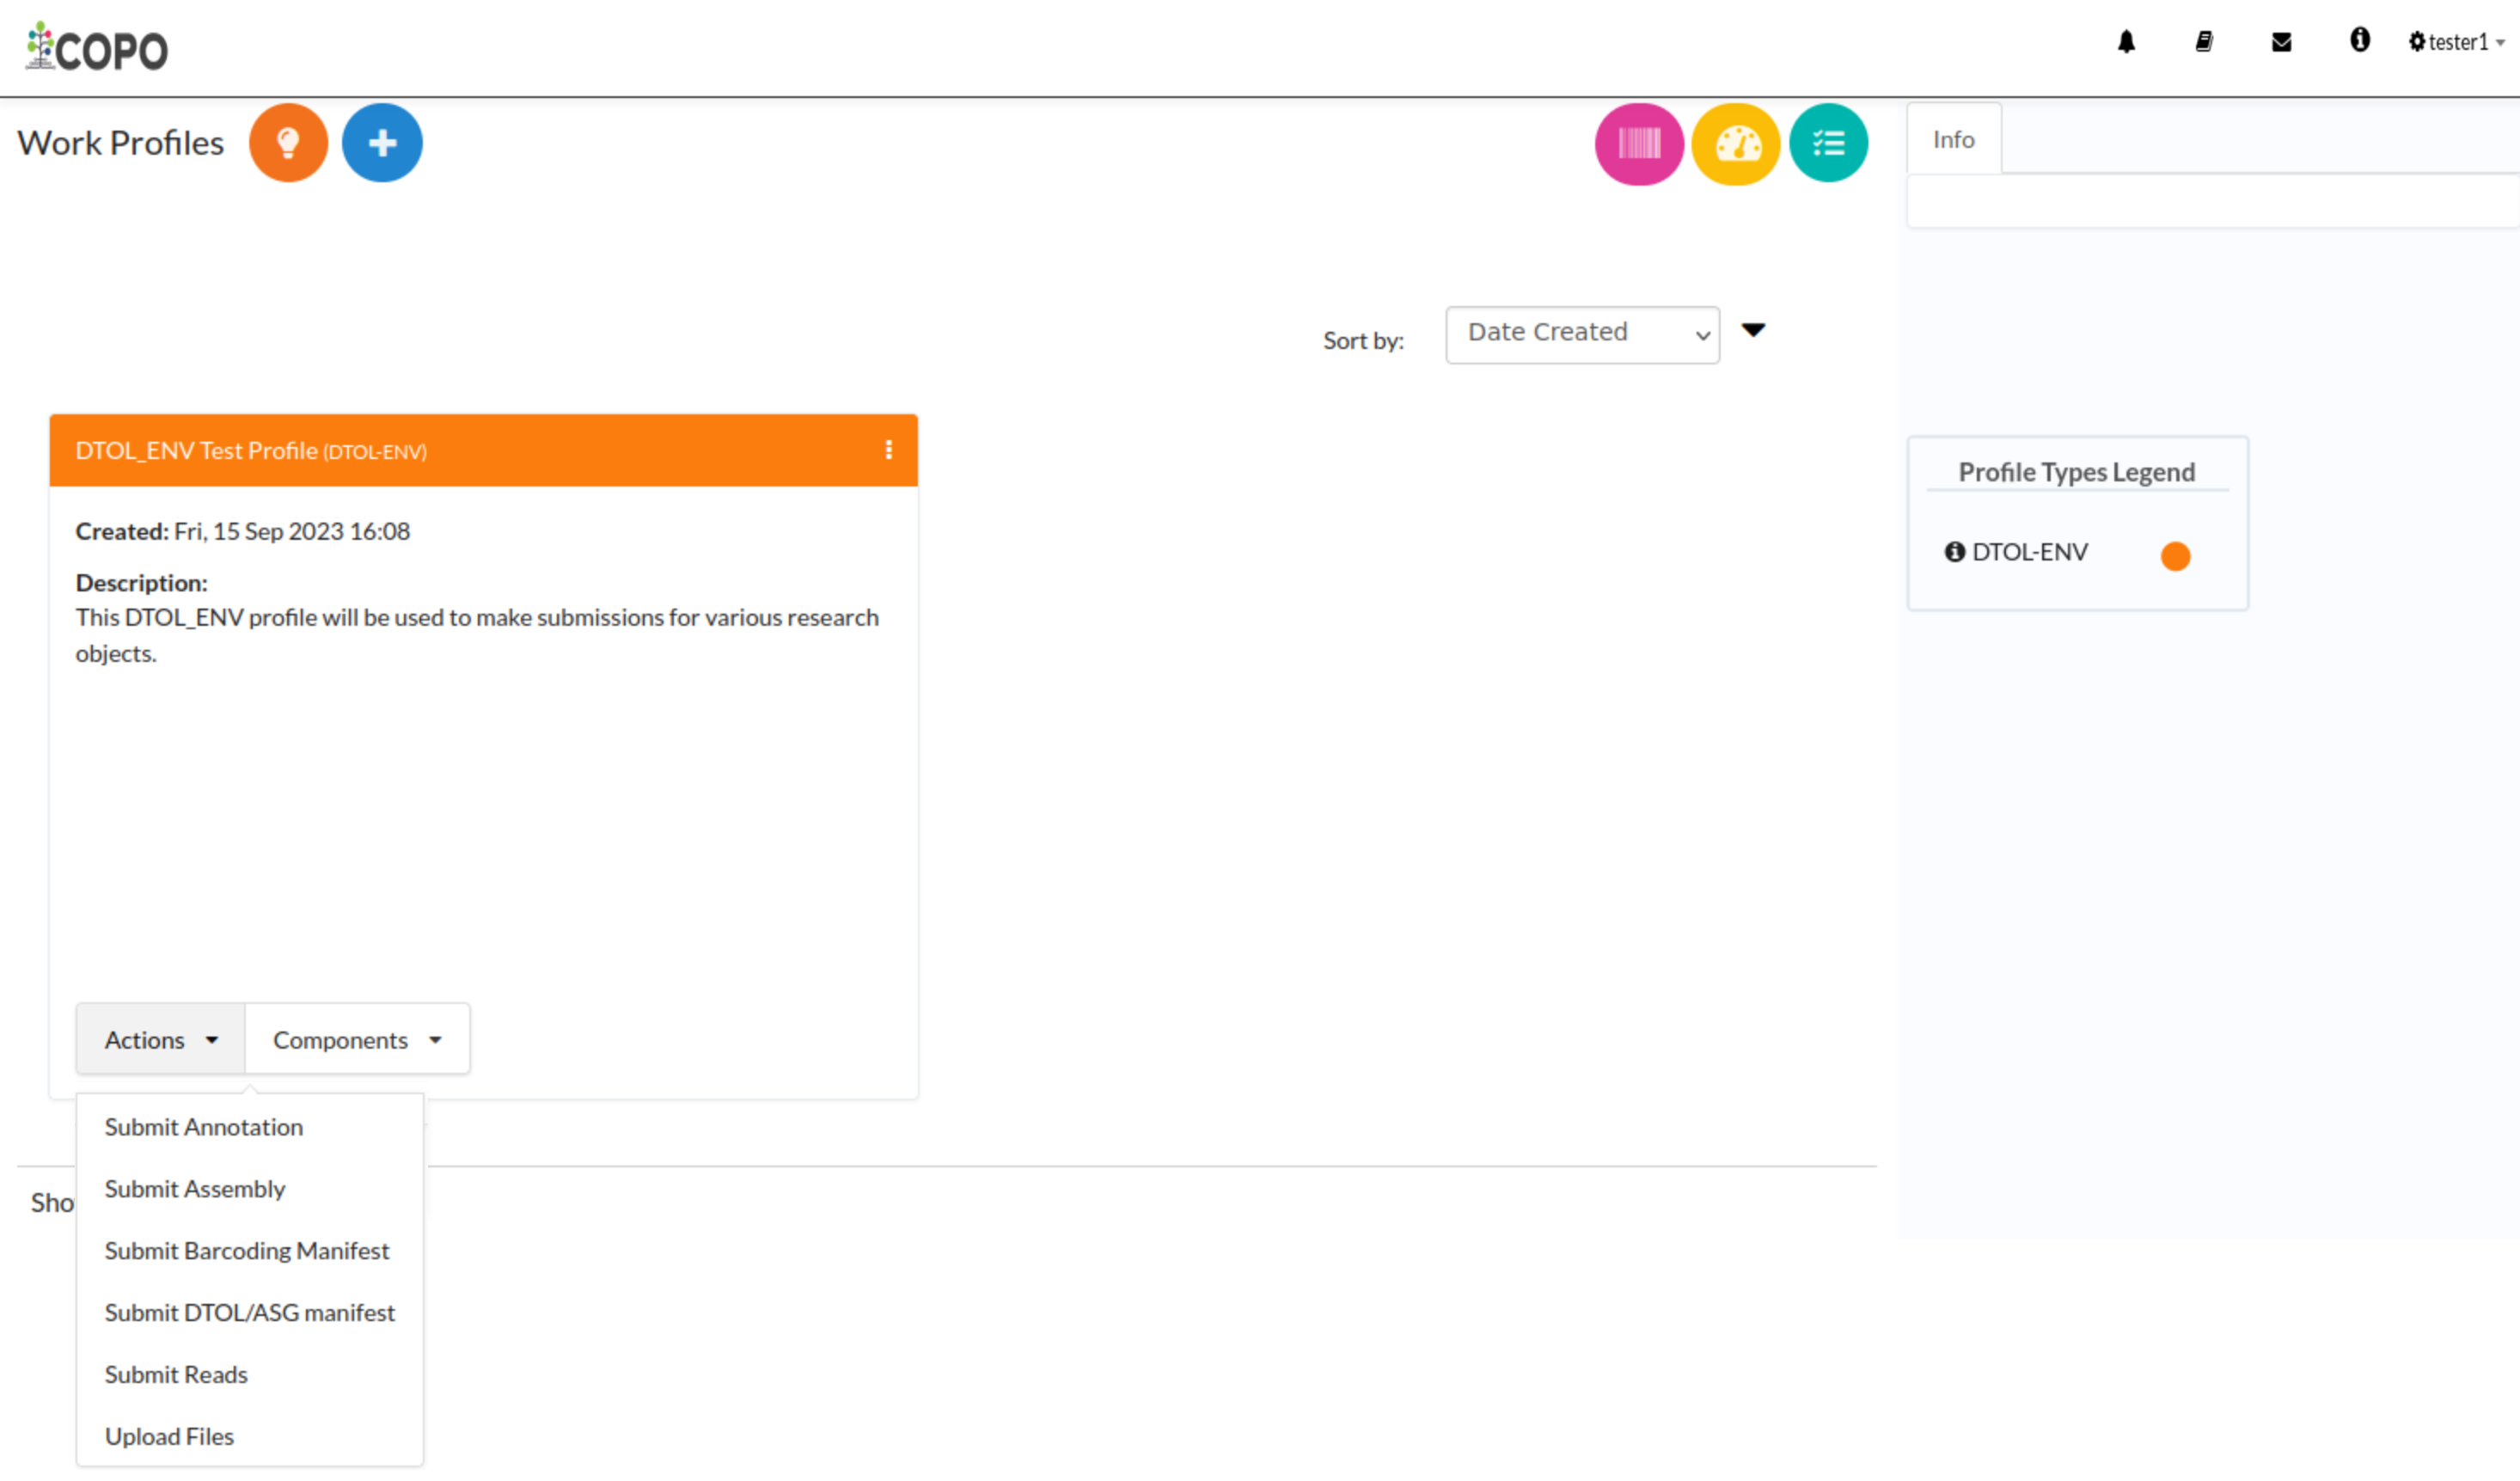 COPO
tester1
Work Profiles
Info
Sort by:
Date Created
DTOL_ENV Test Profile (DTOL-ENV)
Created: Fri, 15 Sep 2023 16:08
Description:
This DTOL_ENV profile will be used to make submissions for various research
objects.
Profile Types Legend
DTOL-ENV
Actions
Components
Submit Annotation
Submit Assembly
Sho
Submit Barcoding Manifest
Submit DTOL/ASG manifest
Submit Reads
Upload Files